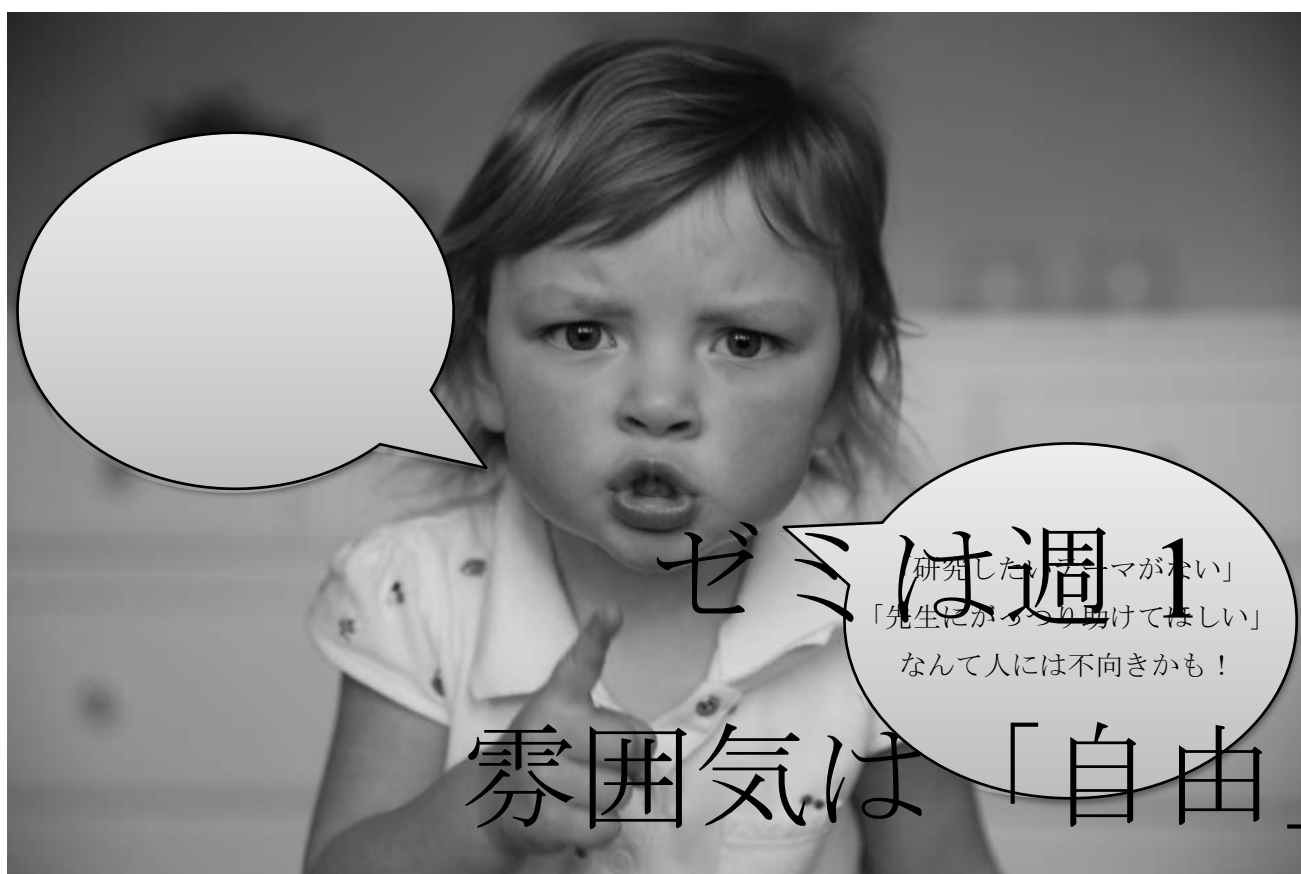 ゼミは週1
「研究したいテーマがない」
「先生にがっつり助けてほしい」
なんて人には不向きかも！
雰囲気は「自由」